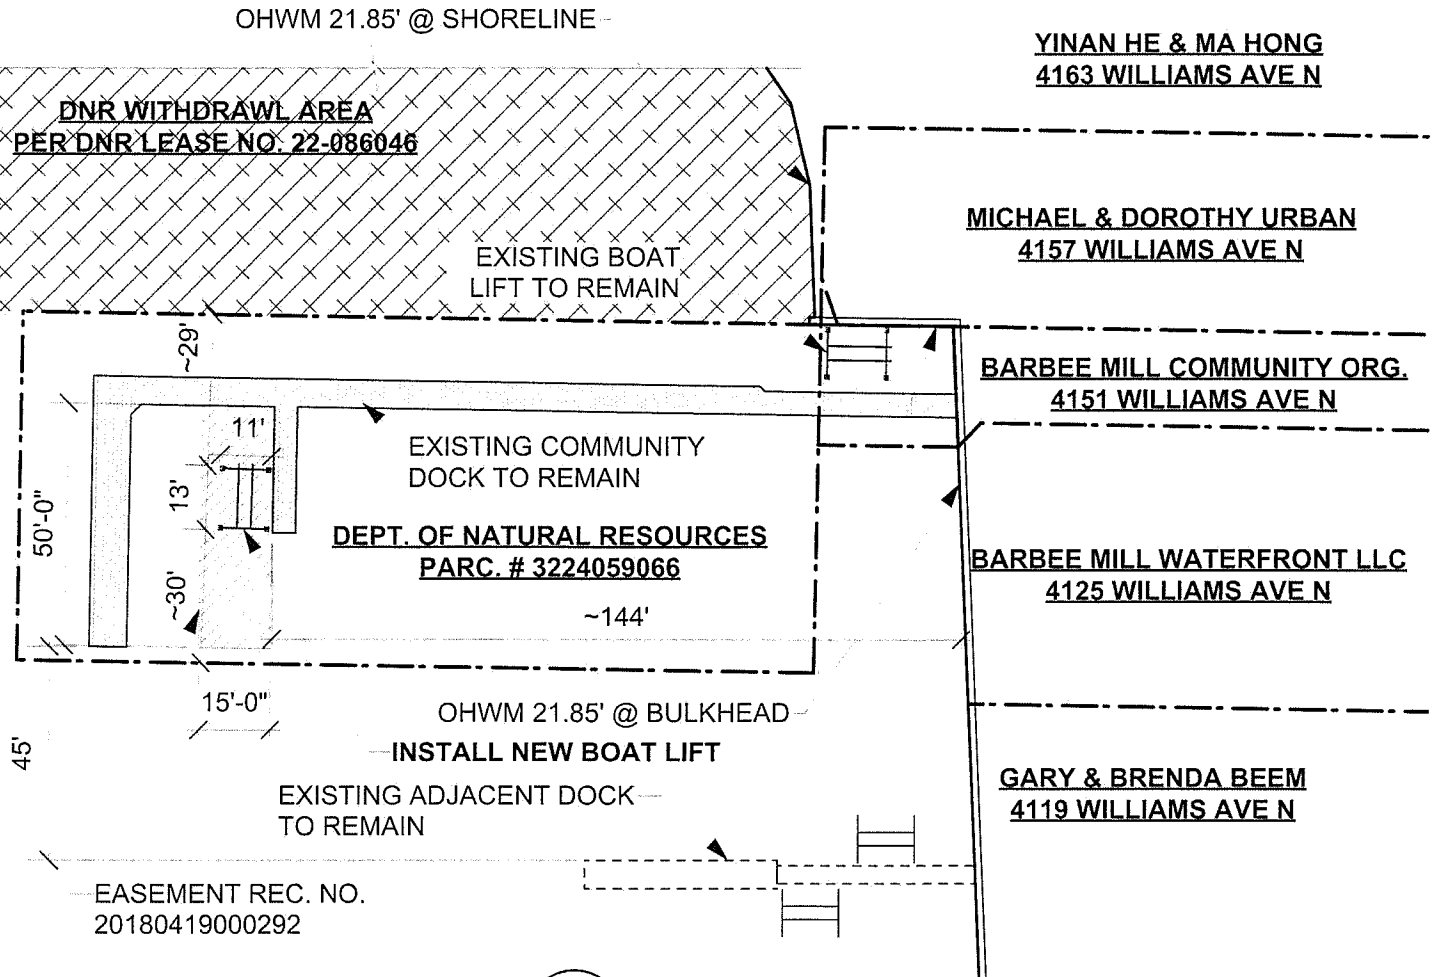 OHWM 21.85' @ SHORELINE
YINAN HE & MA HONG
4163 WILLIAMS AVE N
DNR WITHDRAWL AREA
PER DNR LEASE NO. 22-086046
MICHAEL & DOROTHY URBAN
4157 WILLIAMS AVE N
EXISTING BOAT
LIFT TO REMAIN
~29'
BARBEE MILL COMMUNITY ORG.
4151 WILLIAMS AVE N
11'
EXISTING COMMUNITY
DOCK TO REMAIN
13'
50'-0"
DEPT. OF NATURAL RESOURCES
PARC. # 3224059066
BARBEE MILL WATERFRONT LLC
4125 WILLIAMS AVE N
~30'
~144'
15'-0"
OHWM 21.85' @ BULKHEAD
INSTALL NEW BOAT LIFT
45'
EXISTING ADJACENT DOCK
TO REMAIN
GARY & BRENDA BEEM
4119 WILLIAMS AVE N
EASEMENT REC. NO.
20180419000292